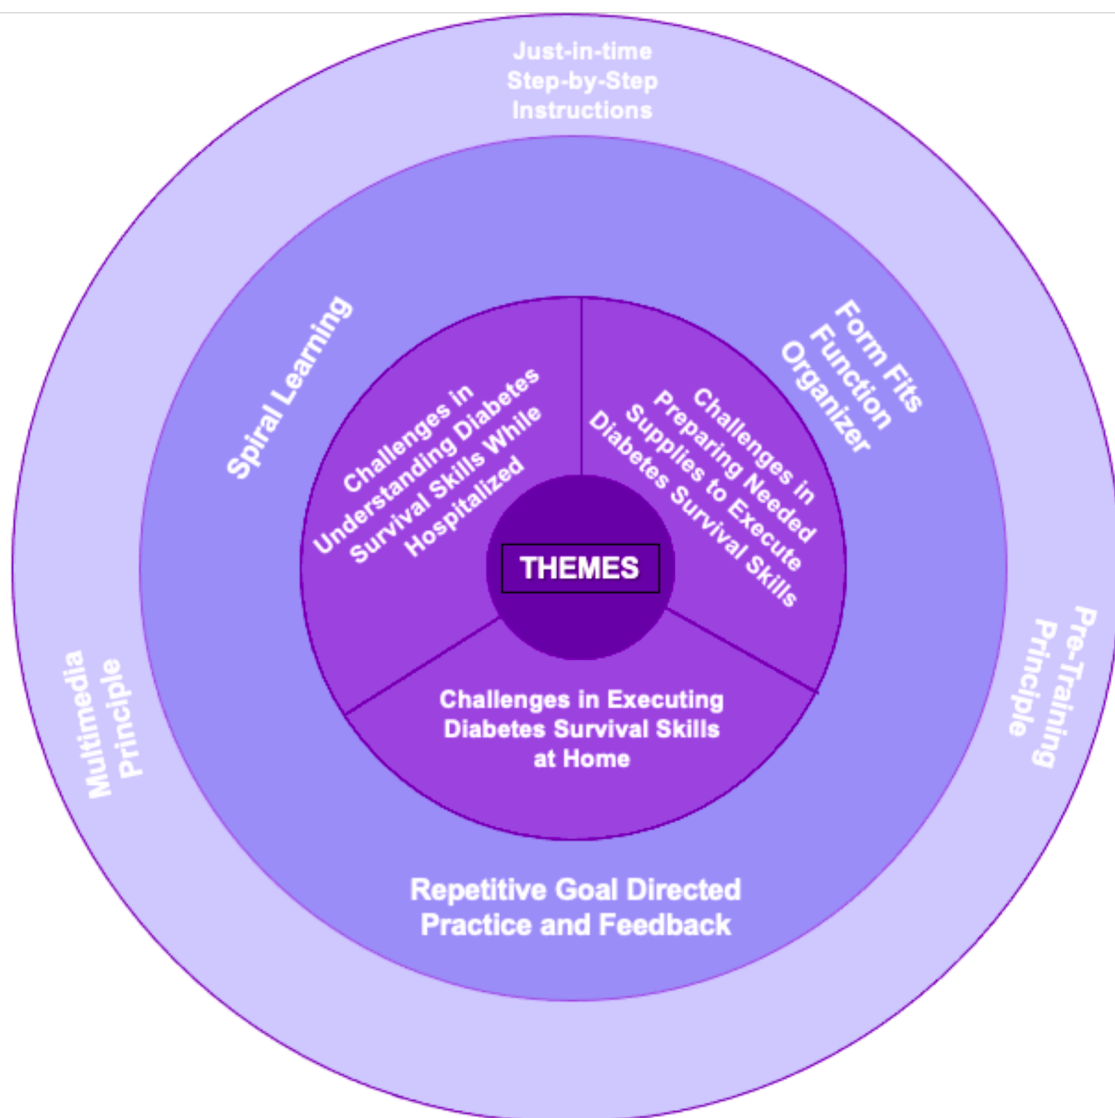 Just-in-time
Step-by-Step
Instructions
Spiral Learning
Form Fits
Function
Organizer
Challenges in
Understanding Diabetes
Survival Skills While
Hospitalized
Challenges in
Preparing Needed
Supplies to Execute
Diabetes Survival Skills
THEMES
Challenges in Executing
Diabetes Survival Skills
at Home
Multimedia
Principle
Pre-Training
Principle
Repetitive Goal Directed
Practice and Feedback